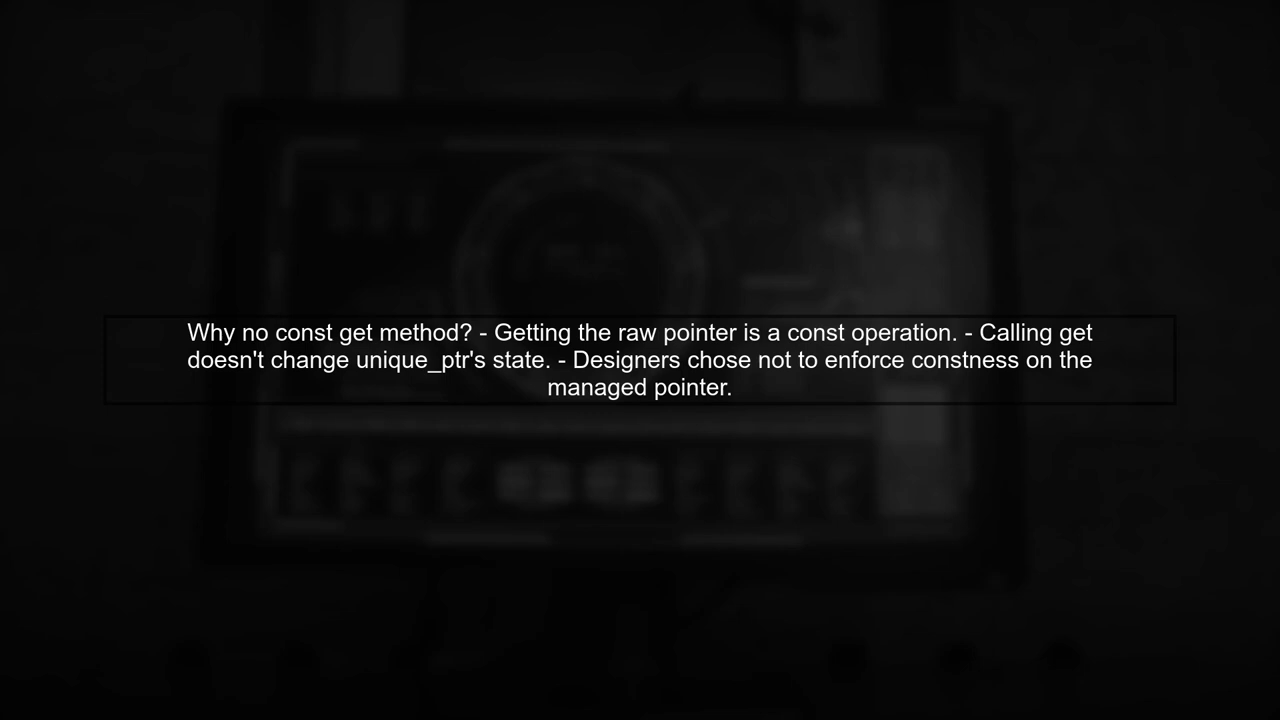 Why no const get method? - Getting the raw pointer is a const operation. - Calling get
doesn't change unique_ptr's state. - Designers chose not to enforce constness on the
managed pointer.